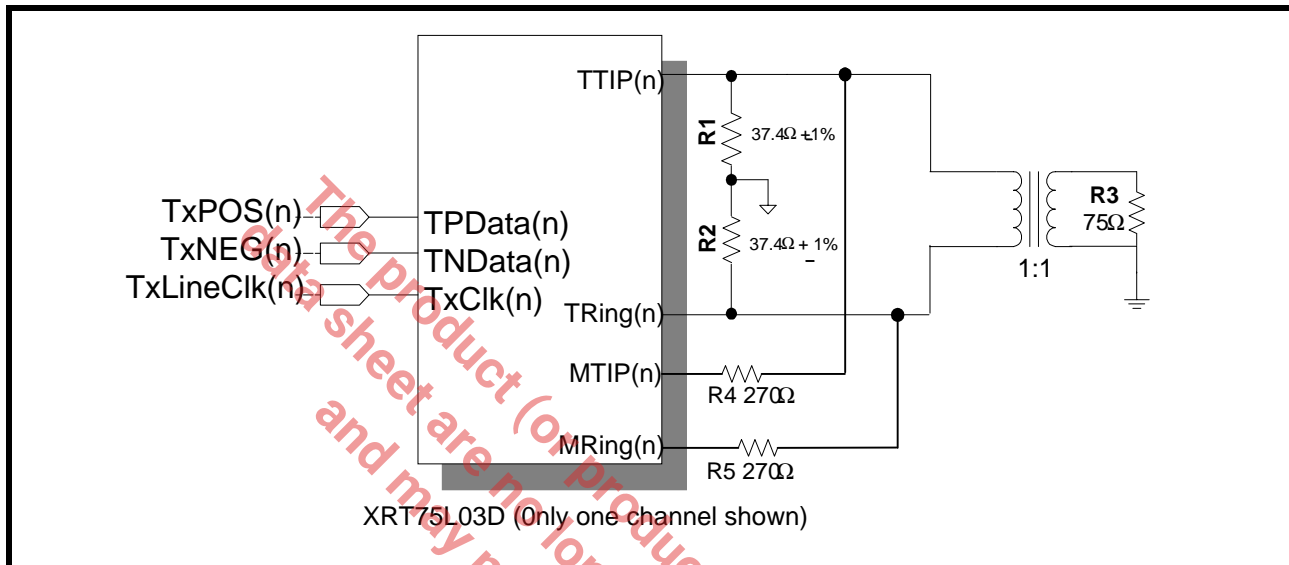 TTIP(n)
R1
37.4Ω ±1%
TxPOS(n)
TPData(n)
TxNEG(n)
TNData(n)
TxLineClk(n)
TxClk(n)
R2
37.4Ω ± 1%
R3
75Ω
1:1
TRing(n)
MTIP(n)
R4 270Ω
MRing(n)
R5 270Ω
XRT75L03D (0nly one channel shown)
The product (or produc
data sheet are no lon
and may n